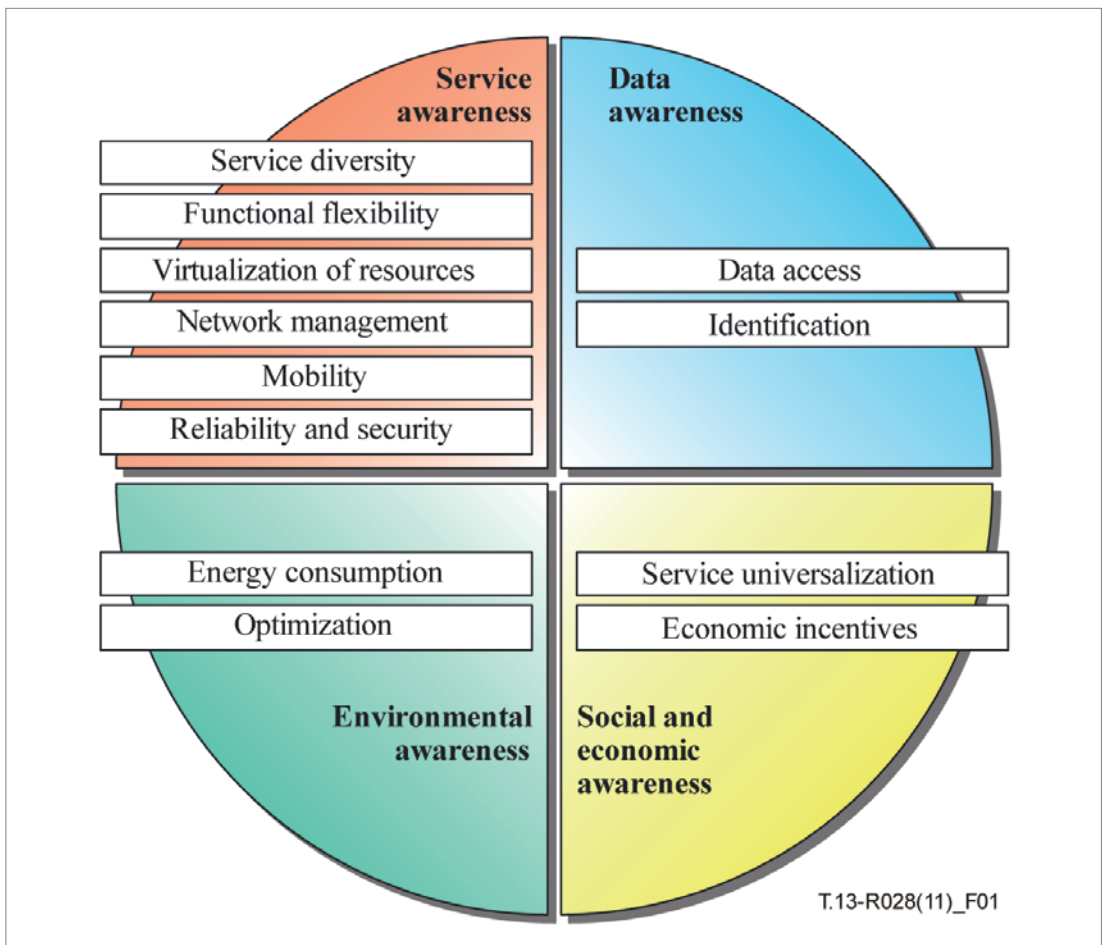 Service
awareness
Service diversity
Functional flexibility
Virtualization of resources
Network management
Mobility
Reliability and security
Data
awareness
Data access
Identification
Energy consumption
Optimization
Environmental
awareness
Service universalization
Economic incentives
Social and
economic
awareness
T.13-R028(11)_F01